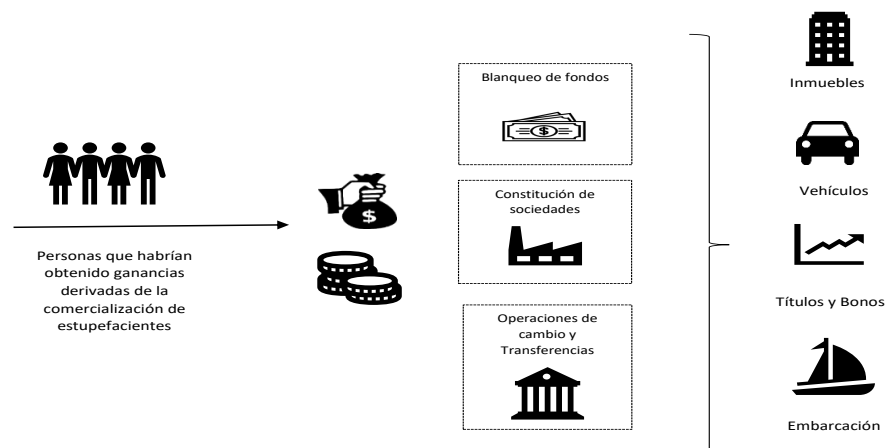 Personas que habrían
obtenido ganancias
derivadas de la
comercialización de
estupefacientes
$
Blanqueo de fondos
$
Constitución de
sociedades
Operaciones de
cambio y
Transferencias
Inmuebles
Vehículos
Títulos y Bonos
Embarcación